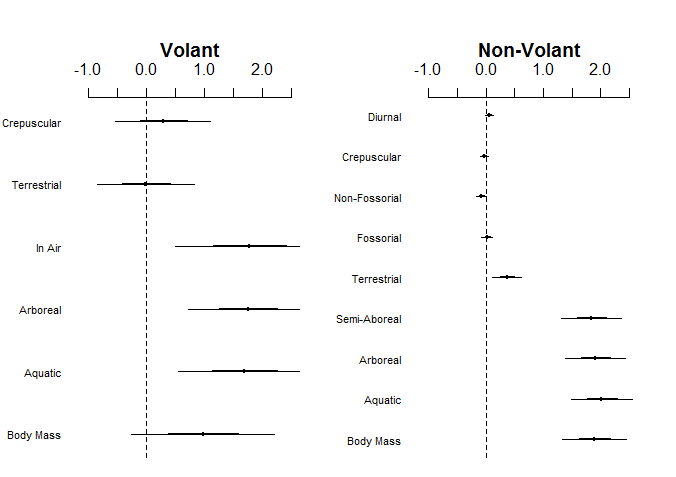 Volant
-1.0 0.0 1.0 2.0
Crepuscular
Terrestrial
In Air
Arboreal
Aquatic
Body Mass
Non-Volant
-1.0 0.0 1.0 2.0
Diurnal
Crepuscular
Non-Fossorial
Fossorial
Terrestrial
Semi-Aboreal
Arboreal
Aquatic
Body Mass